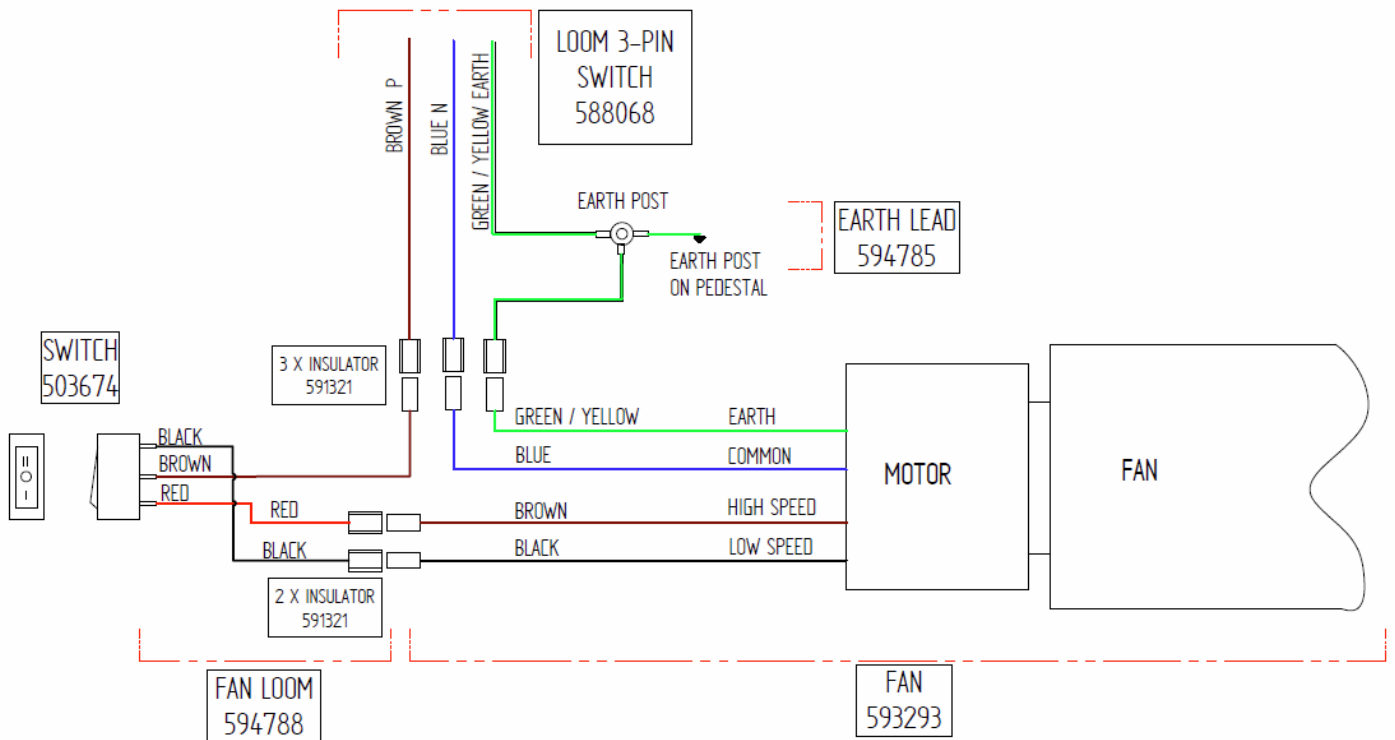 LOOM 3-PIN
SWITCH
588068
BROWN P
BLUE N
GREEN / YELLOW EARTH
EARTH POST
EARTH POST
ON PEDESTAL
EARTH LEAD
594785
SWITCH
503674
3 X INSULATOR
591321
BLACK
BROWN
RED
I O II
RED
BLACK
2 X INSULATOR
591321
GREEN / YELLOW EARTH
BLUE COMMON
BROWN HIGH SPEED
BLACK LOW SPEED
MOTOR
FAN
FAN LOOM
594788
FAN
593293